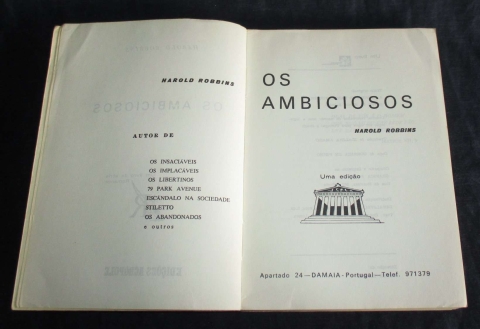 HAROLD ROBBINS
AUTOR DE
OS INSACIÁVEIS
OS IMPLACÁVEIS
OS LIBERTINOS
79 PARK AVENUE
ESCÂNDALO NA SOCIEDADE
STILETTO
OS ABANDONADOS
e outros
OS
AMBICIOSOS
HAROLD ROBBINS
Uma edição
Apartado 24—DAMAIA-Portugal—Telef. 971379